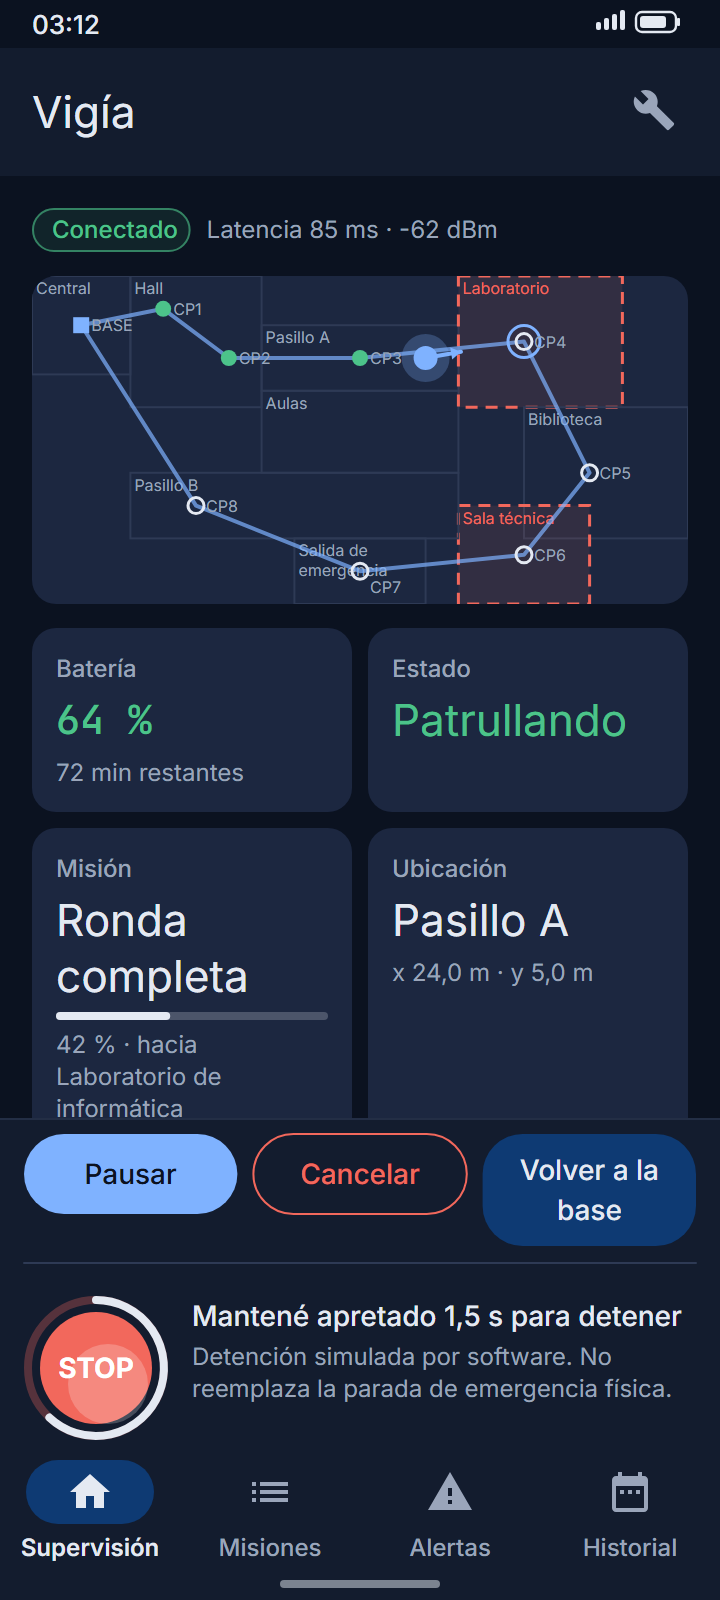 03:12
Vigía
Conectado
Latencia 85 ms · -62 dBm
Central
Hall
Laboratorio
BASE
CP1
Pasillo A
CP2
CP3
CP4
Aulas
Biblioteca
CP5
Pasillo B
CP8
Sala técnica
Salida de
emergencia
CP6
CP7
Batería
64 %
72 min restantes
Estado
Patrullando
Misión
Ronda
completa
42 % · hacia
Laboratorio de
informática
Ubicación
Pasillo A
x 24,0 m · y 5,0 m
Pausar
Cancelar
Volver a la
base
STOP
Mantené apretado 1,5 s para detener
Detención simulada por software. No
reemplaza la parada de emergencia física.
Supervisión
Misiones
Alertas
Historial